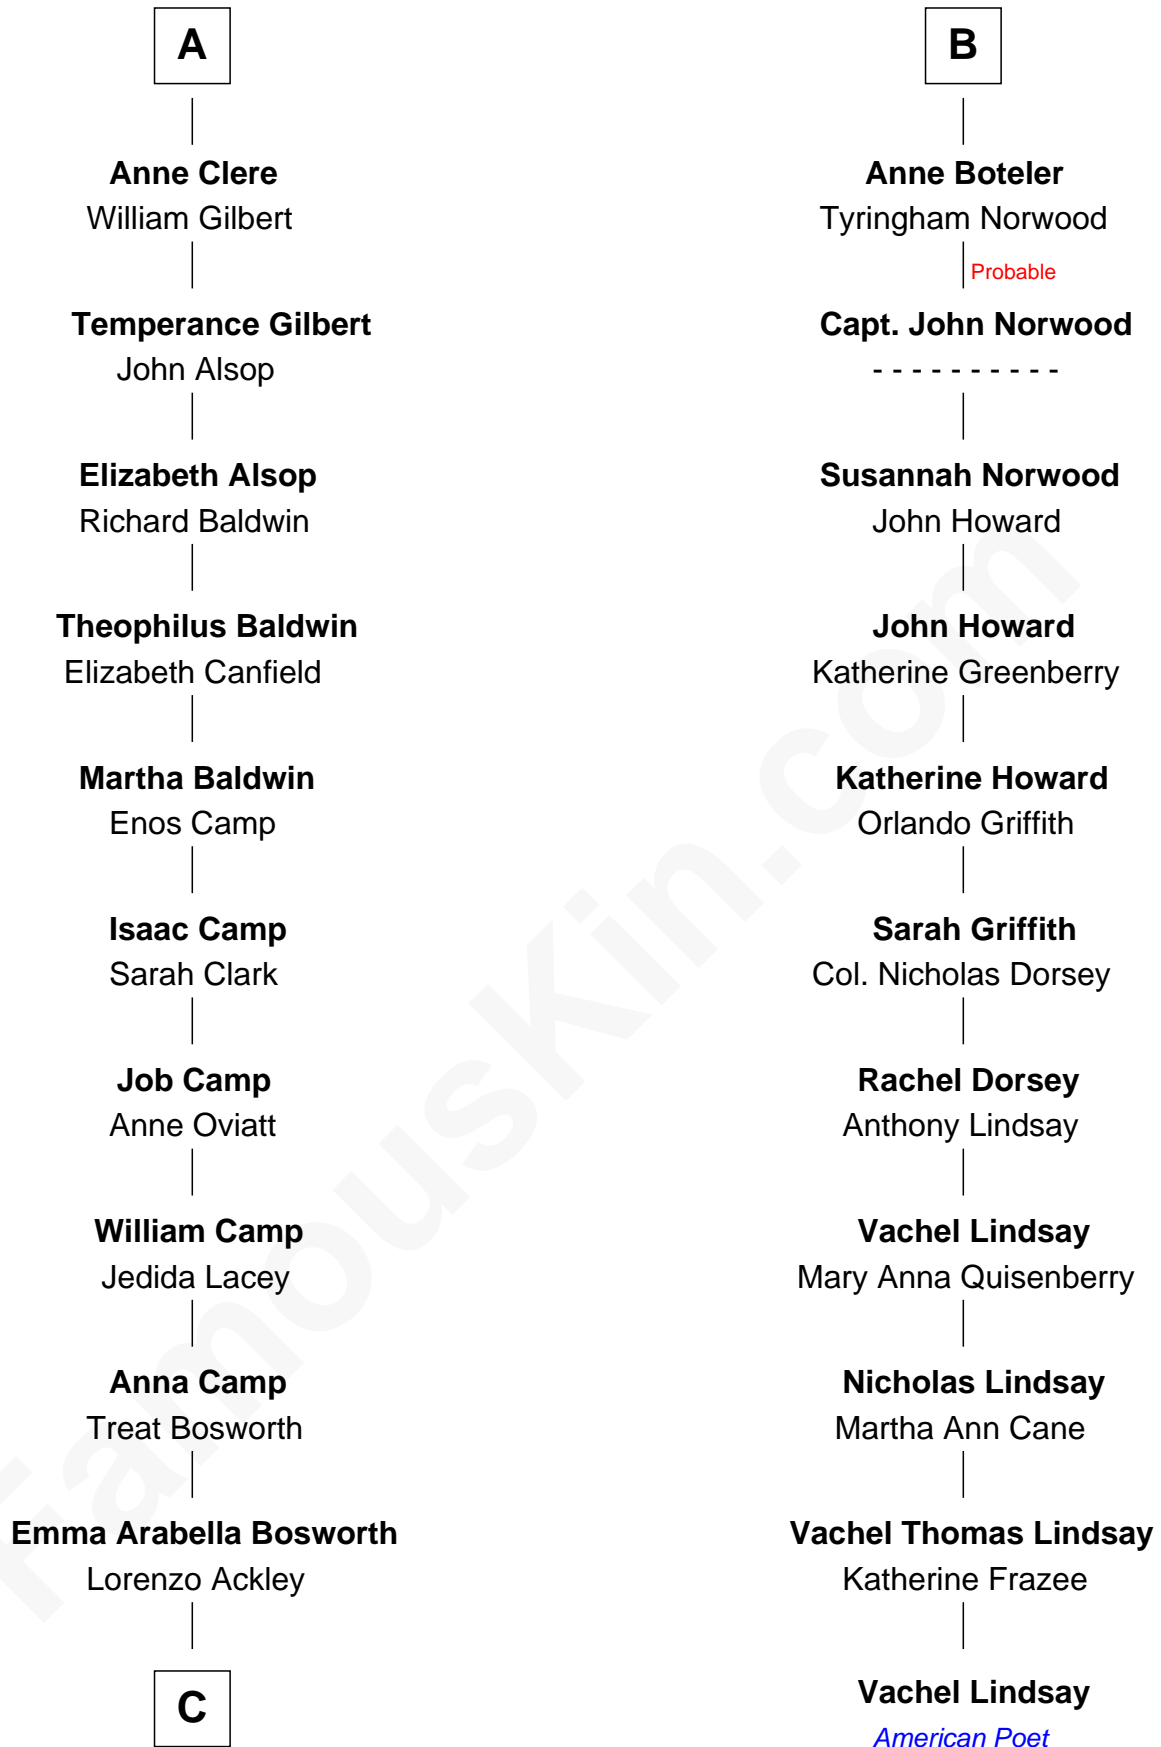 A
Anne Clere
William Gilbert
Temperance Gilbert
John Alsop
Elizabeth Alsop
Richard Baldwin
Theophilus Baldwin
Elizabeth Canfield
Martha Baldwin
Enos Camp
Isaac Camp
Sarah Clark
Job Camp
Anne Oviatt
William Camp
Jedida Lacey
Anna Camp
Treat Bosworth
Emma Arabella Bosworth
Lorenzo Ackley
C
B
Anne Boteler
Tyringham Norwood
Probable
Capt. John Norwood
- - - - - - - - - -
Susannah Norwood
John Howard
John Howard
Katherine Greenberry
Katherine Howard
Orlando Griffith
Sarah Griffith
Col. Nicholas Dorsey
Rachel Dorsey
Anthony Lindsay
Vachel Lindsay
Mary Anna Quisenberry
Nicholas Lindsay
Martha Ann Cane
Vachel Thomas Lindsay
Katherine Frazee
Vachel Lindsay
American Poet
FamousKin.com